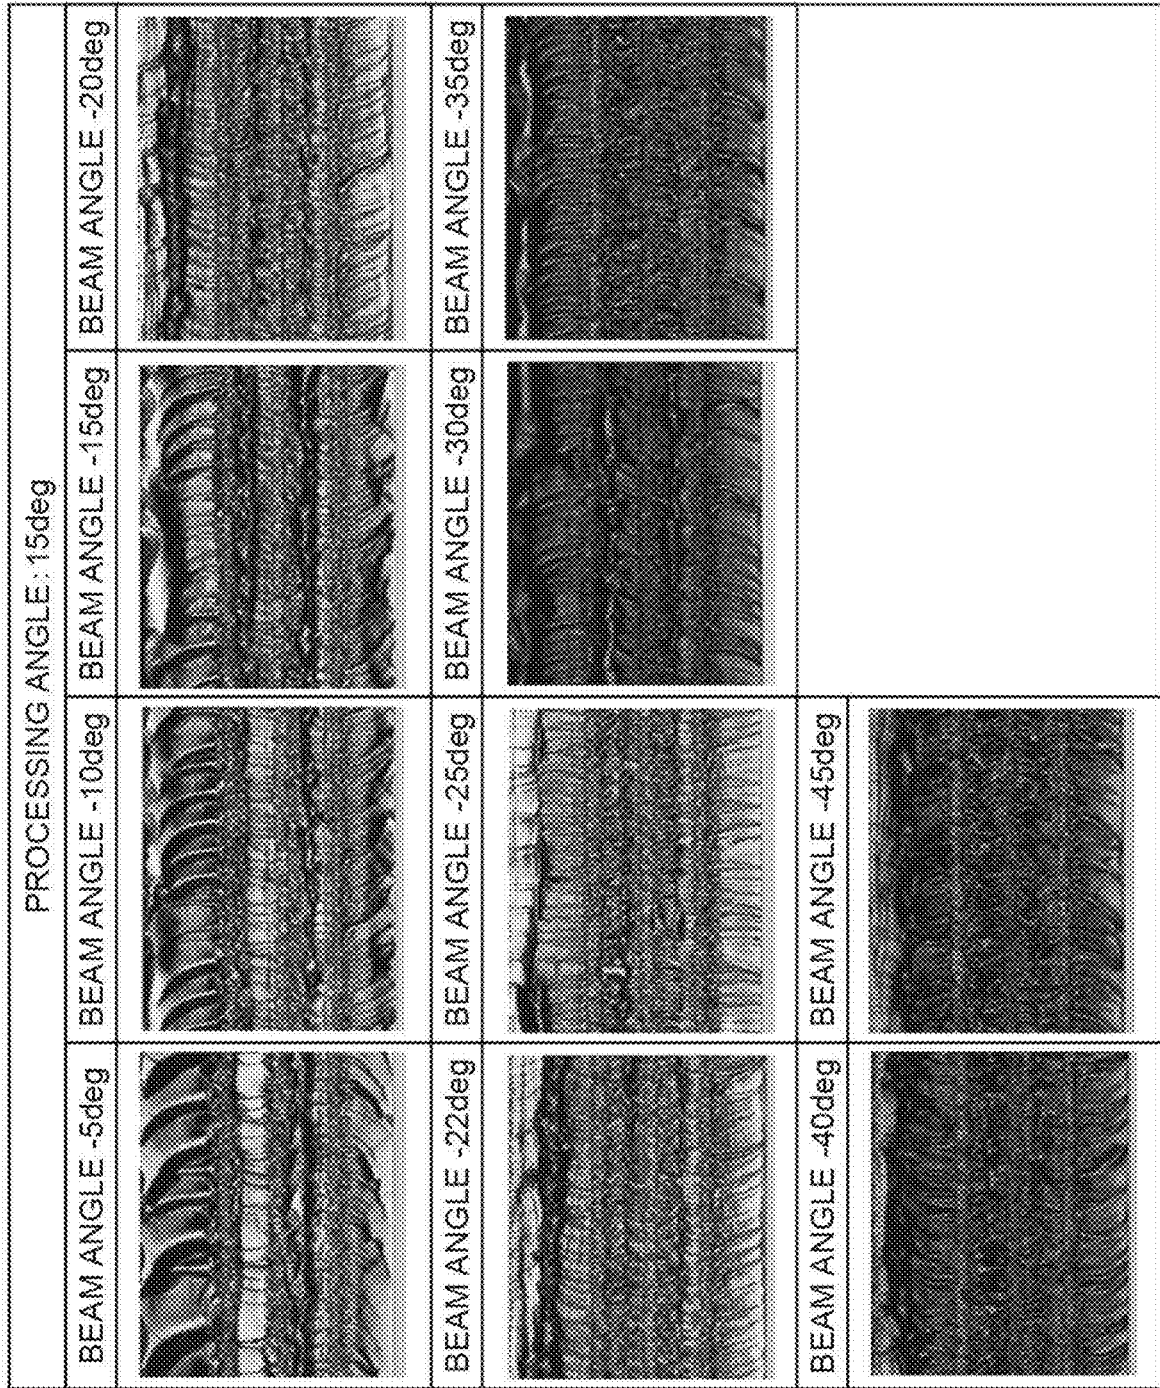 PROCESSING ANGLE: 15deg
BEAM ANGLE -5deg
BEAM ANGLE -10deg
BEAM ANGLE -15deg
BEAM ANGLE -20deg
BEAM ANGLE -22deg
BEAM ANGLE -25deg
BEAM ANGLE -30deg
BEAM ANGLE -35deg
BEAM ANGLE -40deg
BEAM ANGLE -45deg